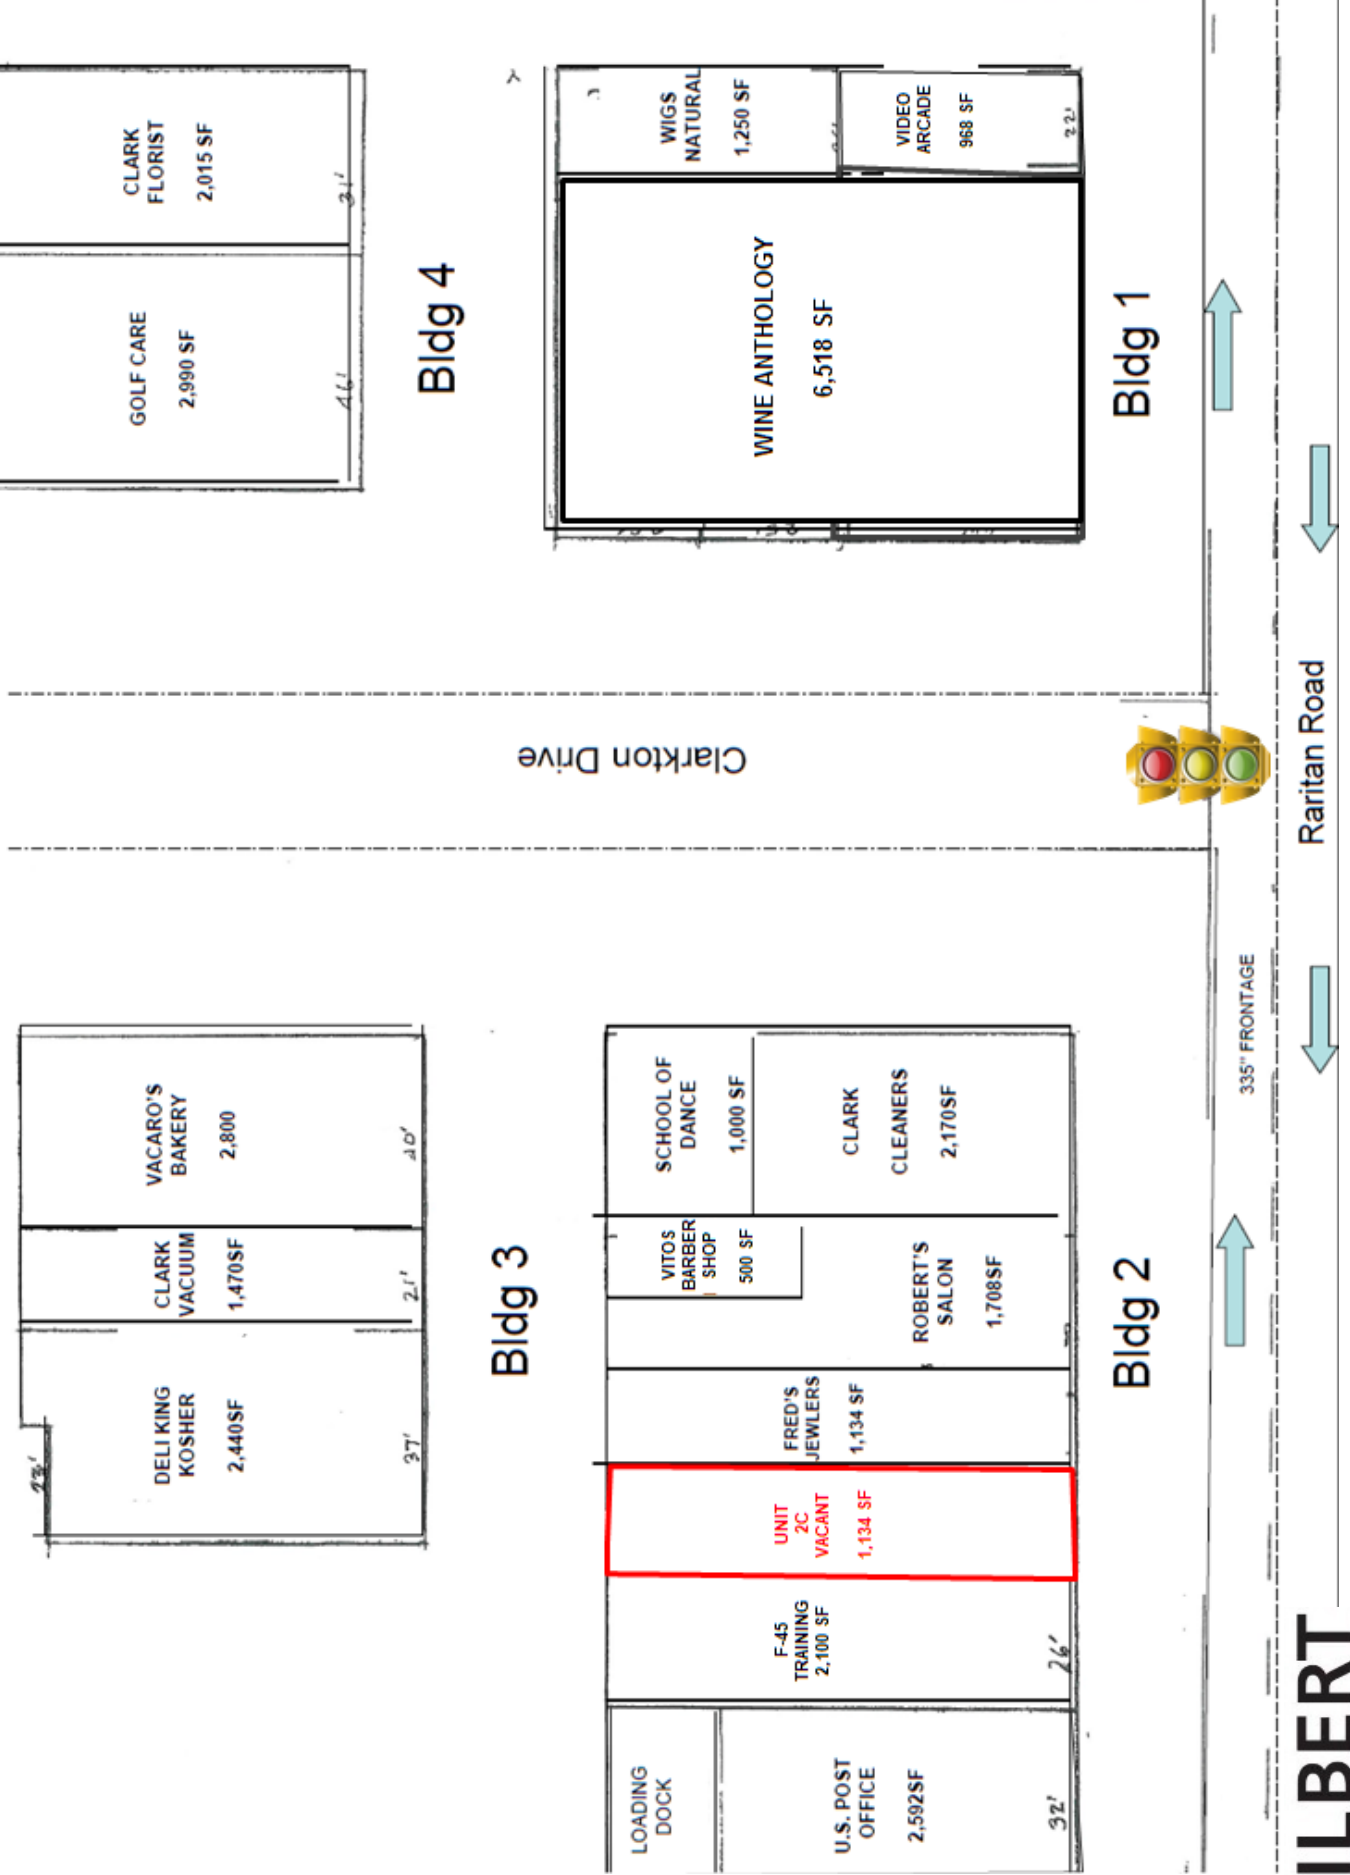 CLARK
FLORIST
2,015 SF
31'
GOLF CARE
2,990 SF
46'
Bldg 4
WIGS
NATURAL
1,250 SF
VIDEO
ARCADE
968 SF
22'
WINE ANTHOLOGY
6,518 SF
Bldg 1
Clarkton Drive
Raritan Road
335" FRONTAGE
VACARO'S
BAKERY
2,800
40'
CLARK
VACUUM
1,470SF
21'
DELI KING
KOSHER
2,440SF
37'
23'
Bldg 3
SCHOOL OF
DANCE
1,000 SF
CLARK
CLEANERS
2,170SF
VITOS
BARBER
SHOP
500 SF
ROBERT'S
SALON
1,708SF
FRED'S
JEWLERS
1,134 SF
UNIT
2C
VACANT
1,134 SF
F-45
TRAINING
2,100 SF
26'
LOADING
DOCK
U.S. POST
OFFICE
2,592SF
32'
Bldg 2
ILBERT